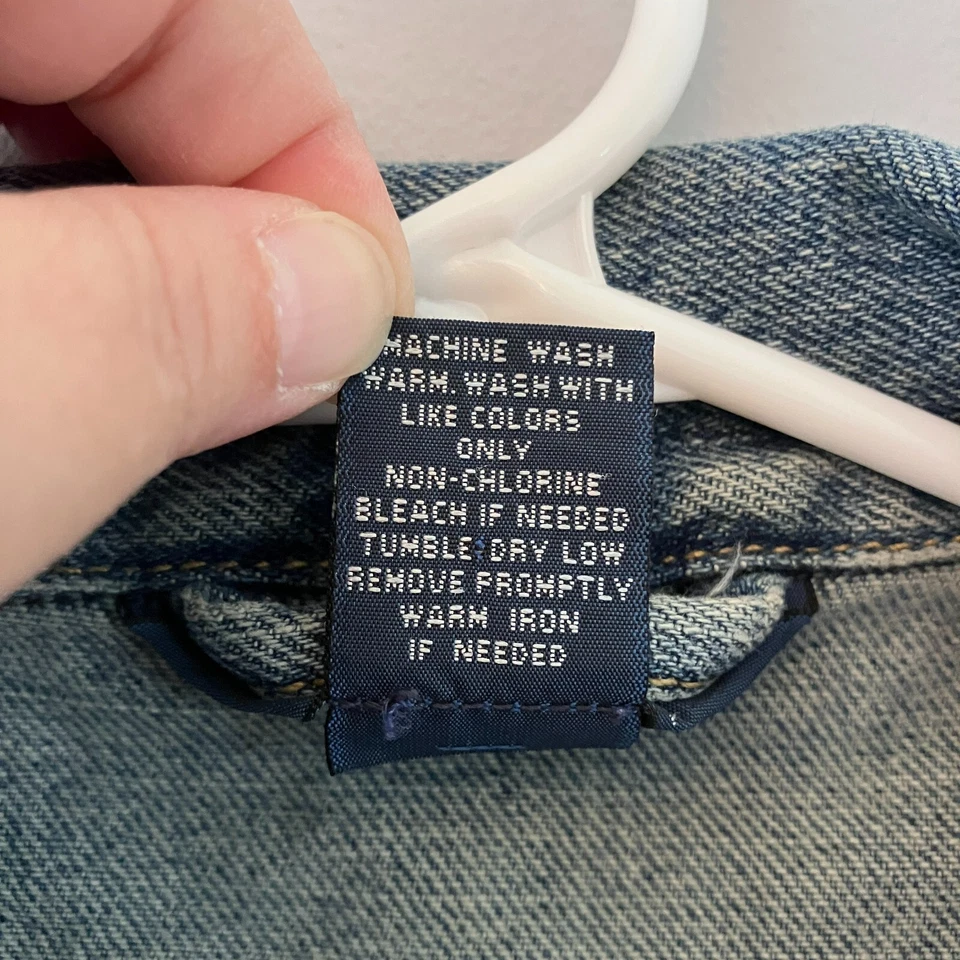 MACHINE WASH
WARM. WASH WITH
LIKE COLORS
ONLY
NON-CHLORINE
BLEACH IF NEEDED
TUMBLE DRY LOW
REMOVE PROMPTLY
WARM IRON
IF NEEDED